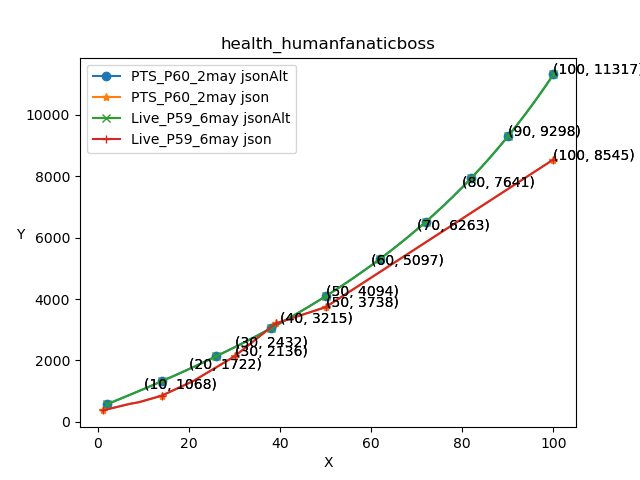 health_humanfanaticboss
PTS_P60_2may jsonAlt
PTS_P60_2may json
Live_P59_6may jsonAlt
Live_P59_6may json
(100, 11317)
(90, 9298)
(100, 8545)
(80, 7641)
(70, 6263)
(60, 5097)
(50, 4094)
(50, 3738)
(40, 3215)
(30, 2432)
(30, 2136)
(20, 1722)
(10, 1068)
10000
8000
6000
4000
2000
0
Y
0 20 40 60 80 100
X